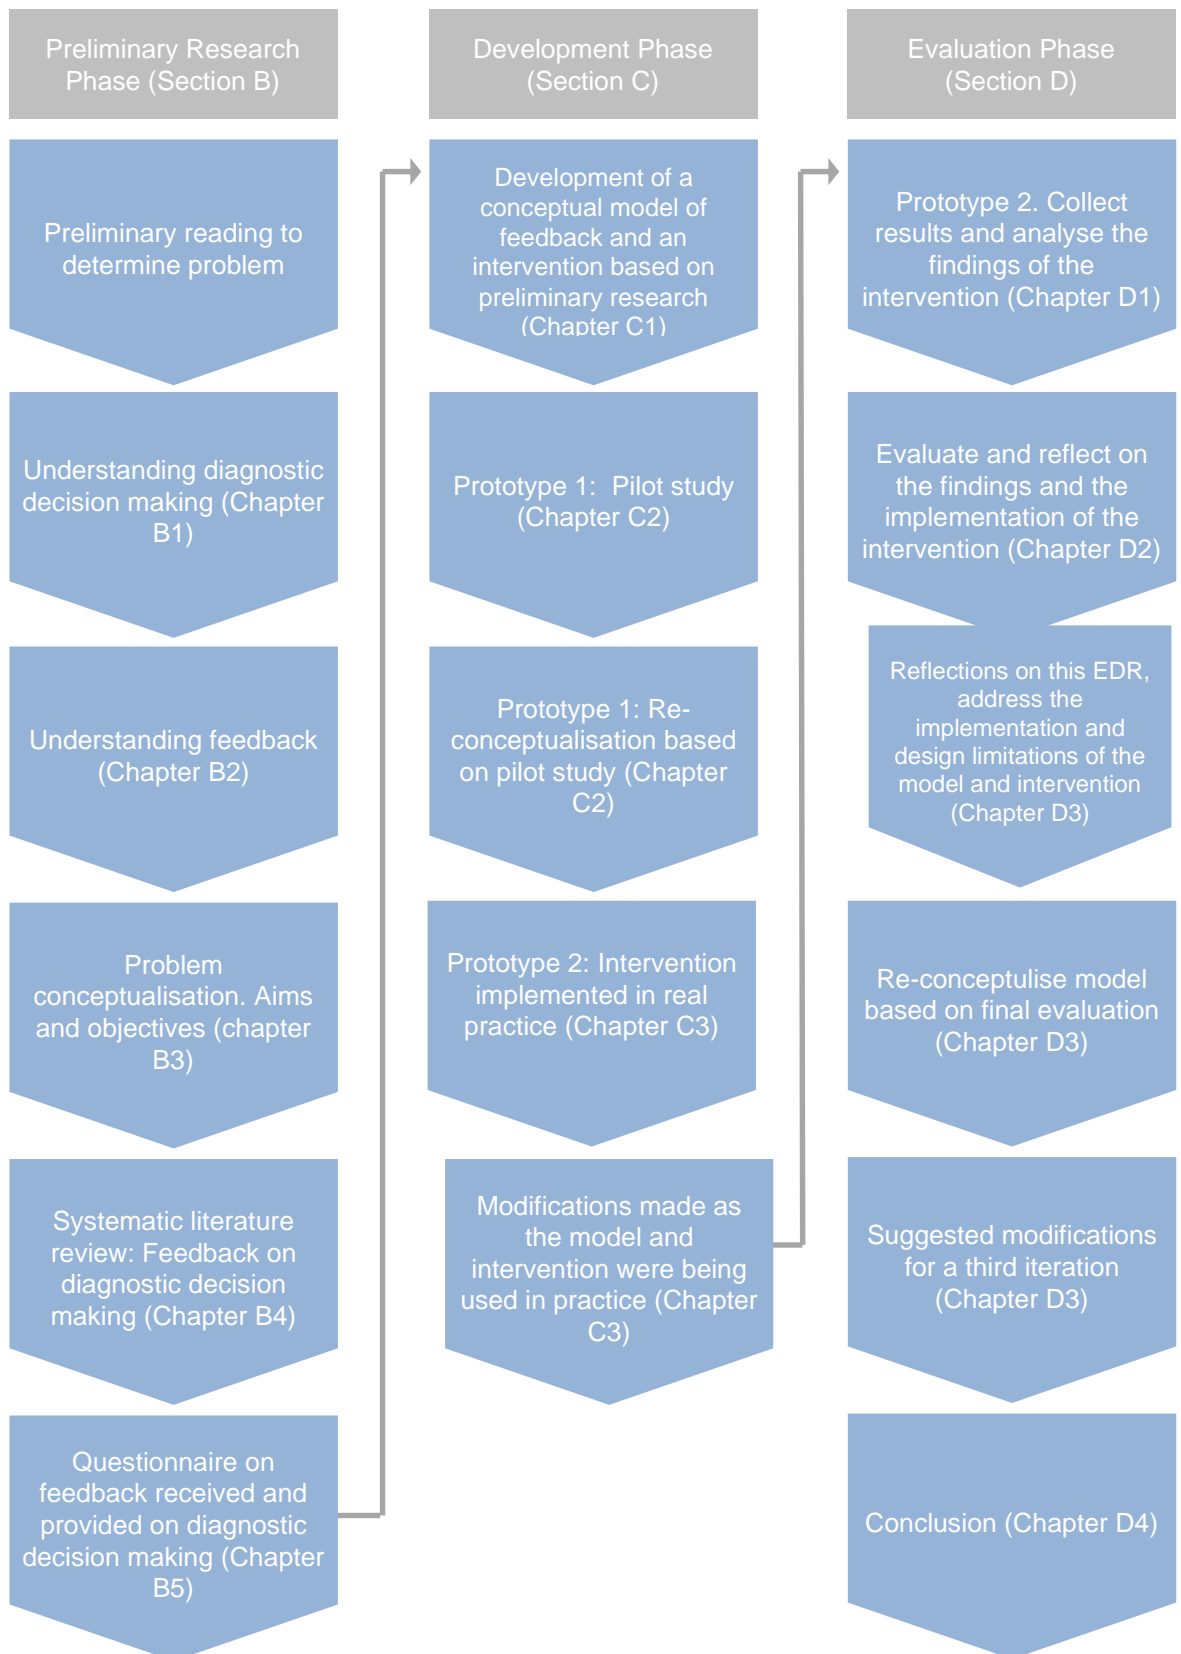 Preliminary Research
Phase (Section B)
Preliminary reading to
determine problem
Understanding diagnostic
decision making (Chapter
B1)
Understanding feedback
(Chapter B2)
Problem
conceptualisation. Aims
and objectives (chapter
B3)
Systematic literature
review: Feedback on
diagnostic decision
making (Chapter B4)
Questionnaire on
feedback received and
provided on diagnostic
decision making (Chapter
B5)
Development Phase
(Section C)
Development of a
conceptual model of
feedback and an
intervention based on
preliminary research
(Chapter C1)
Prototype 1: Pilot study
(Chapter C2)
Prototype 1: Re-
conceptualisation based
on pilot study (Chapter
C2)
Prototype 2: Intervention
implemented in real
practice (Chapter C3)
Modifications made as
the model and
intervention were being
used in practice (Chapter
C3)
Evaluation Phase
(Section D)
Prototype 2. Collect
results and analyse the
findings of the
intervention (Chapter D1)
Evaluate and reflect on
the findings and the
implementation of the
intervention (Chapter D2)
Reflections on this EDR,
address the
implementation and
design limitations of the
model and intervention
(Chapter D3)
Re-conceptulise model
based on final evaluation
(Chapter D3)
Suggested modifications
for a third iteration
(Chapter D3)
Conclusion (Chapter D4)